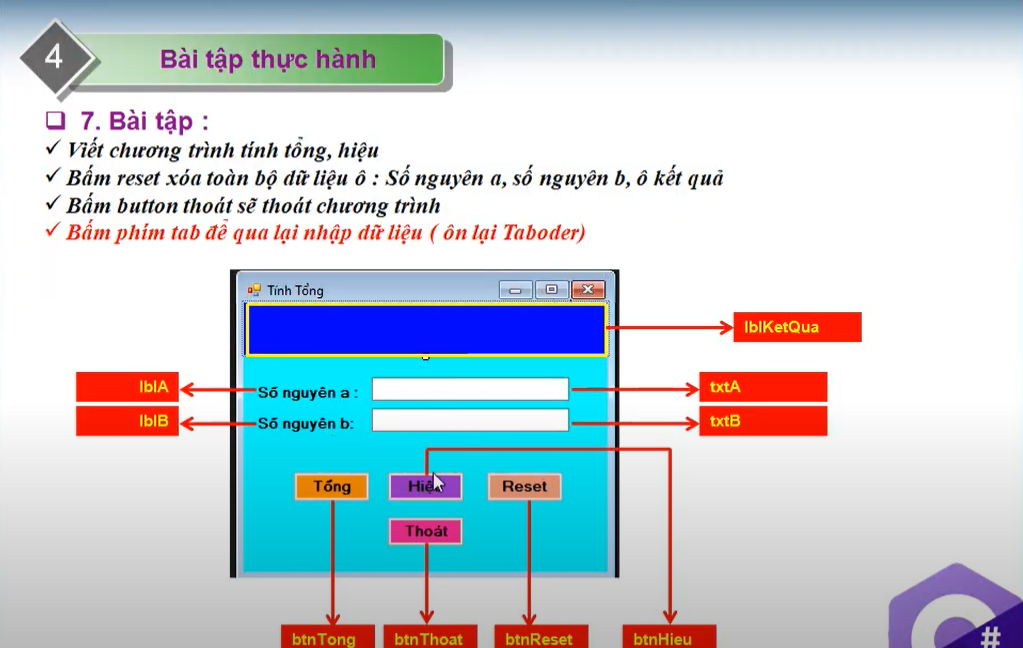 4
Bài tập thực hành
7. Bài tập :
Viết chương trình tính tổng, hiệu
Bấm reset xóa toàn bộ dữ liệu ô : Số nguyên a, số nguyên b, ô kết quả
Bấm button thoát sẽ thoát chương trình
Bấm phím tab để qua lại nhập dữ liệu ( ôn lại Taboder)
Tính Tổng
lblKetQua
lblA
Số nguyên a :
txtA
lblB
Số nguyên b:
txtB
Tổng
Reset
Thoát
btnTong
btnThoat
btnReset
btnHieu
C#